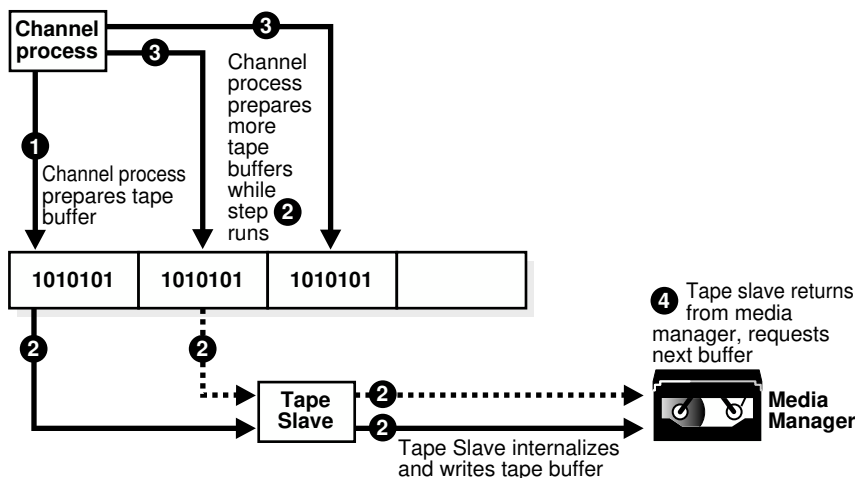 Channel
process
3
3
Channel
process
prepares
more
tape
buffers
while
step 2
runs
1
Channel process
prepares tape
buffer
1010101
1010101
1010101
4 Tape slave returns
from media
manager, requests
next buffer
2
2
Tape
Slave
2
2
Media
Manager
Tape Slave internalizes
and writes tape buffer